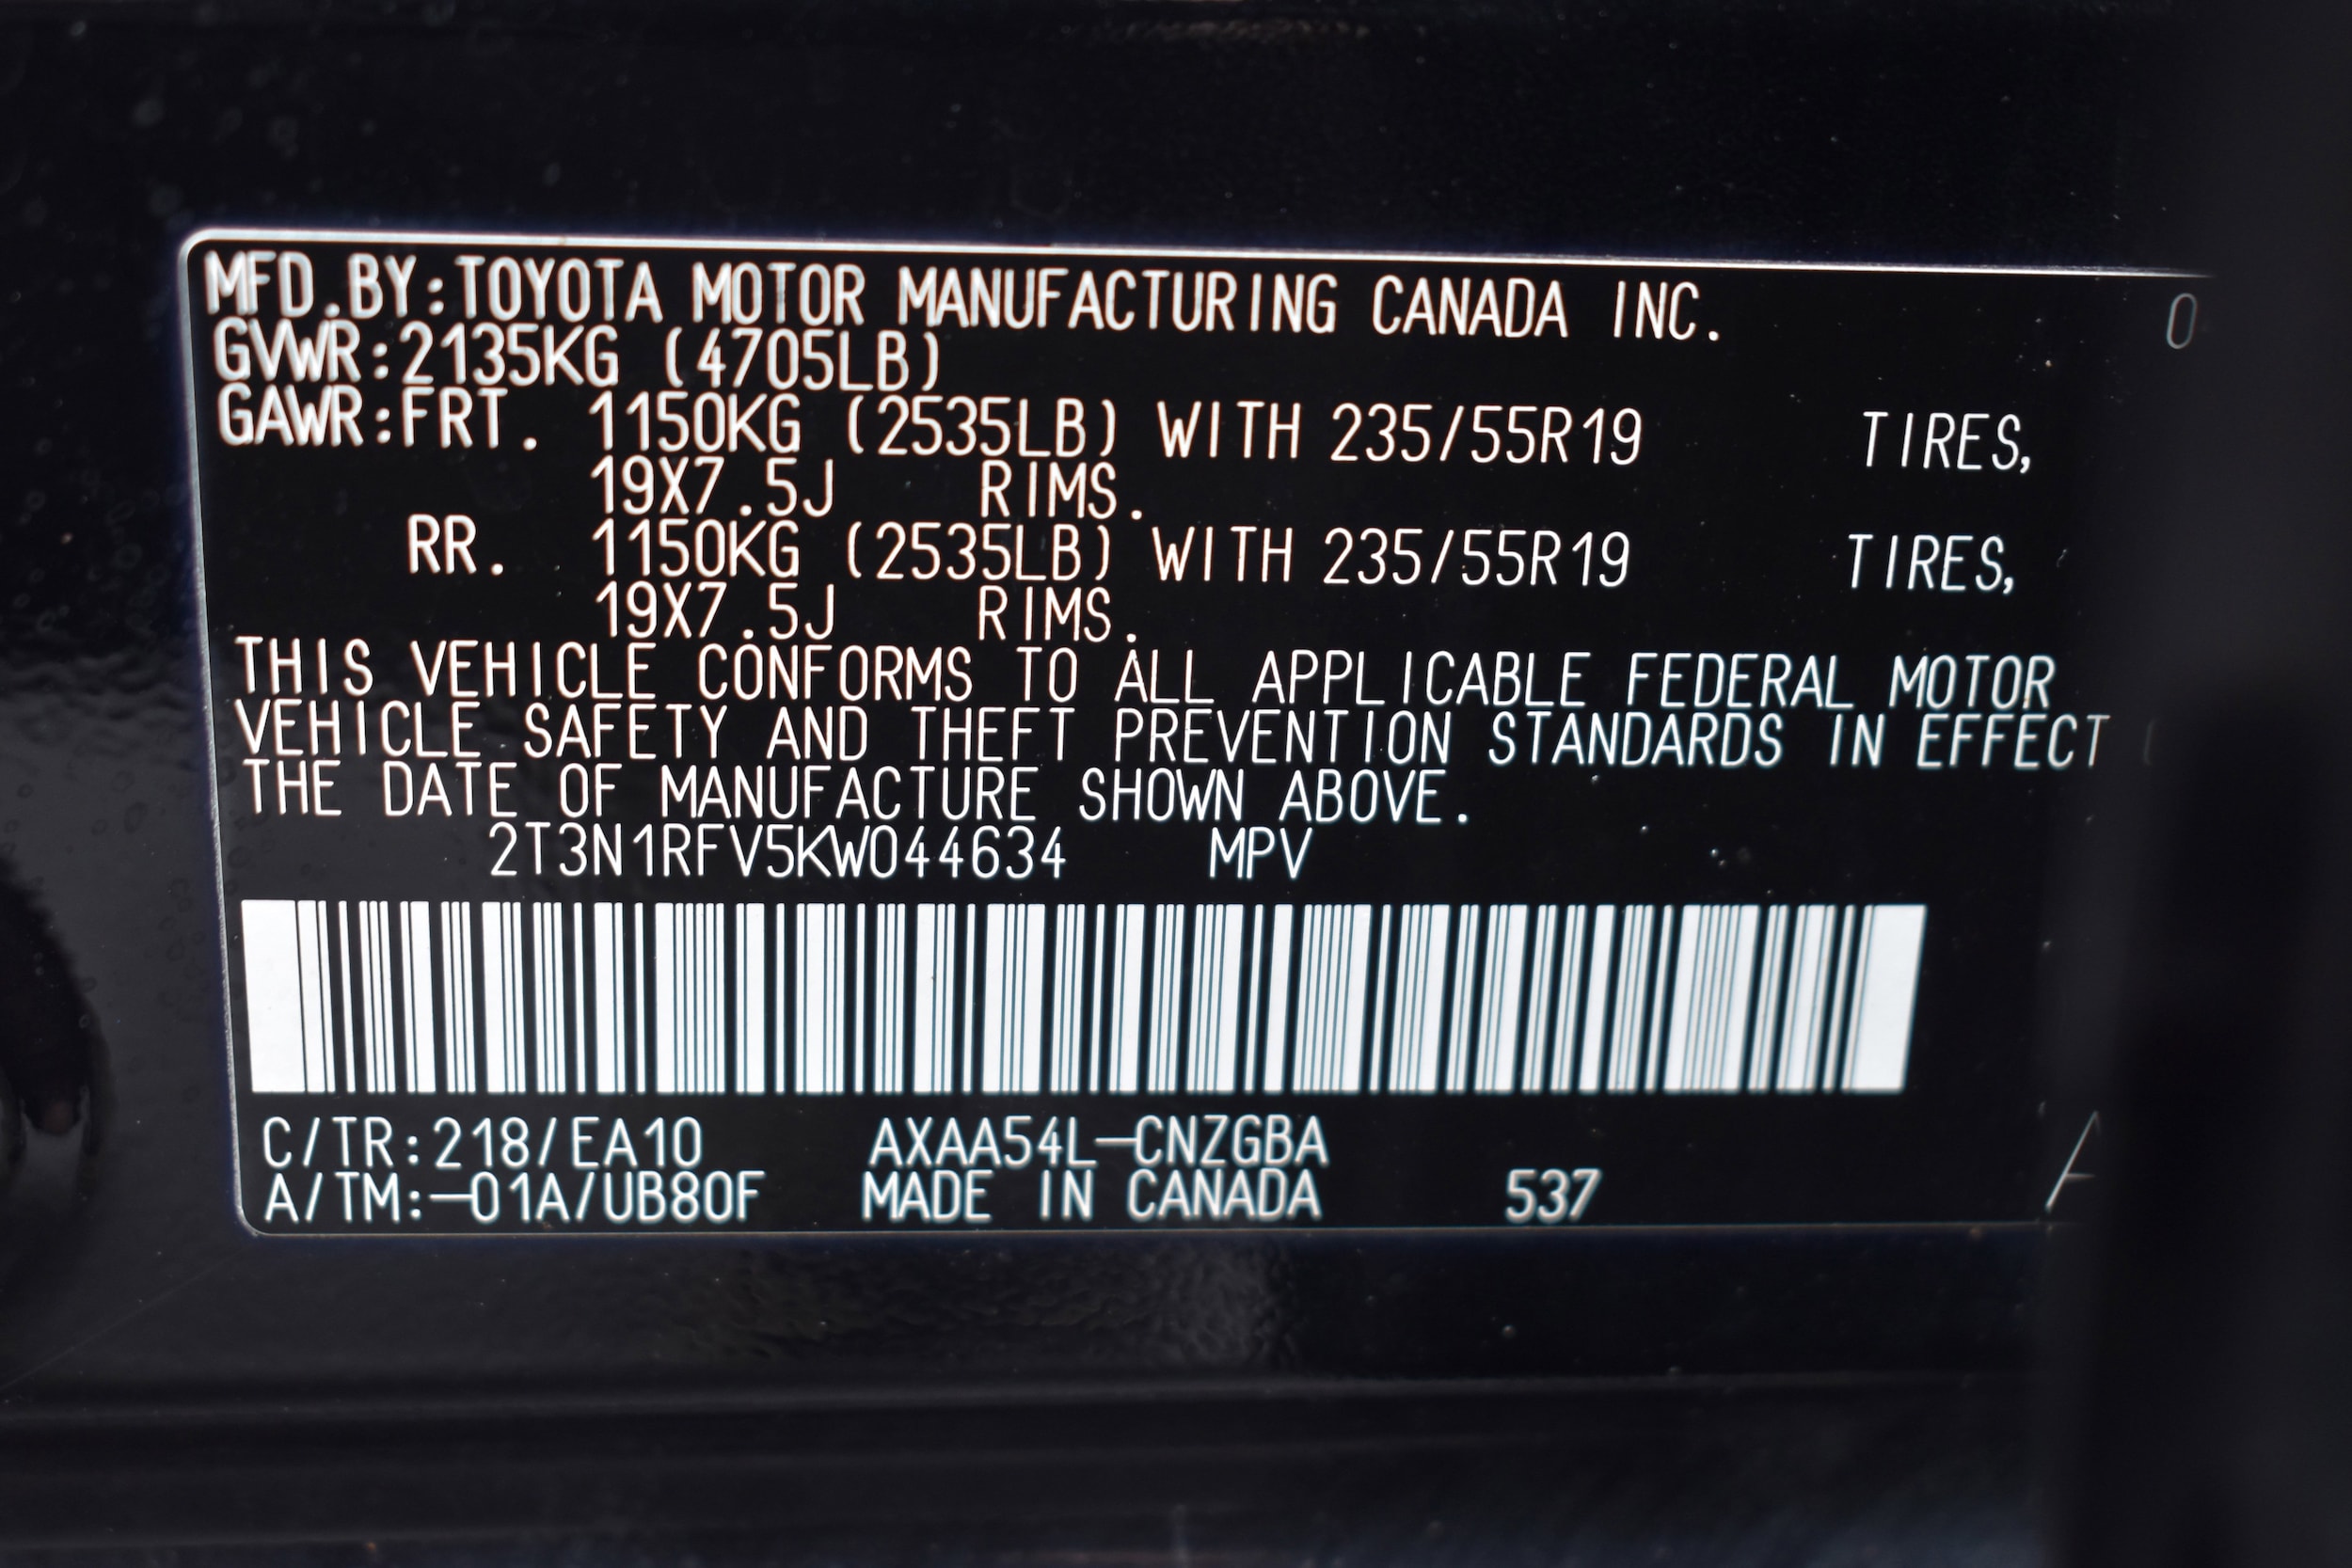 MFD.BY:TOYOTA MOTOR MANUFACTURING CANADA INC. 0
GVWR:2135KG (4705LB)
GAWR:FRT. 1150KG (2535LB) WITH 235/55R19 TIRES,
19X7.5J RIMS.
RR. 1150KG (2535LB) WITH 235/55R19 TIRES,
19X7.5J RIMS.
THIS VEHICLE CONFORMS TO ALL APPLICABLE FEDERAL MOTOR
VEHICLE SAFETY AND THEFT PREVENTION STANDARDS IN EFFECT
THE DATE OF MANUFACTURE SHOWN ABOVE.
2T3N1RFV5KW044634 MPV
C/TR:218/EA10 AXAA54L-CNZGBA
A/TM:-01A/UB80F MADE IN CANADA 537